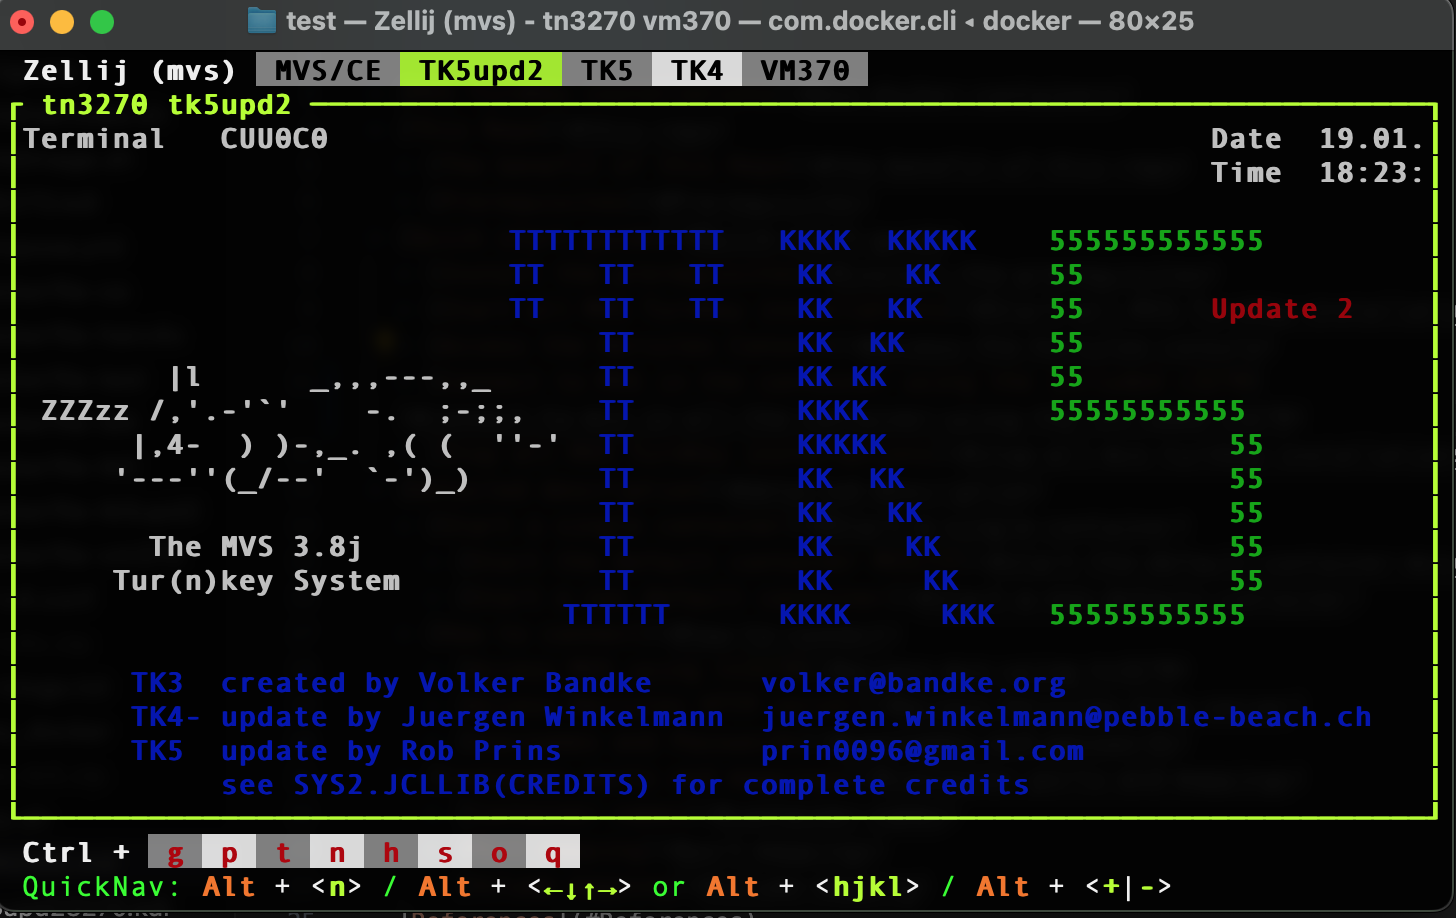 test — Zellij (mvs) - tn3270 vm370 — com.docker.cli ◂ docker — 80×25
Zellij (mvs)  MVS/CE  TK5upd2  TK5  TK4  VM370
tn3270 tk5upd2
Terminal   CUU0C0                                                 Date  19.01.
                                                                  Time  18:23:
                           TTTTTTTTTTTT   KKKK  KKKKK    555555555555
                           TT   TT   TT    KK    KK      55
                           TT   TT   TT    KK   KK       55       Update 2
                                TT         KK  KK        55
        |l      _,,,---,,_      TT         KK KK         55
 ZZZzz /,'.-'`'    -.  ;-;;,    TT         KKKK          55555555555
      |,4-  ) )-,_. ,( (  ''-'  TT         KKKKK                   55
     '---''(_/--'  `-')_)       TT         KK  KK                  55
                                TT         KK   KK                 55
       The MVS 3.8j             TT         KK    KK                55
     Tur(n)key System           TT         KK     KK               55
                              TTTTTT      KKKK     KKK   55555555555
TK3  created by Volker Bandke      volker@bandke.org
TK4- update by Juergen Winkelmann  juergen.winkelmann@pebble-beach.ch
TK5  update by Rob Prins           prin0096@gmail.com
see SYS2.JCLLIB(CREDITS) for complete credits
Ctrl +  g  p  t  n  h  s  o  q
QuickNav: Alt + <n> / Alt + <←↓↑→> or Alt + <hjkl> / Alt + <+|->